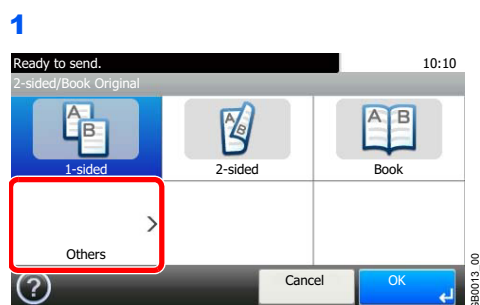 1
Ready to send. 10:10
2-sided/Book Original
A B A B A B
1-sided 2-sided Book
Others
? Cancel OK
GB0013_00